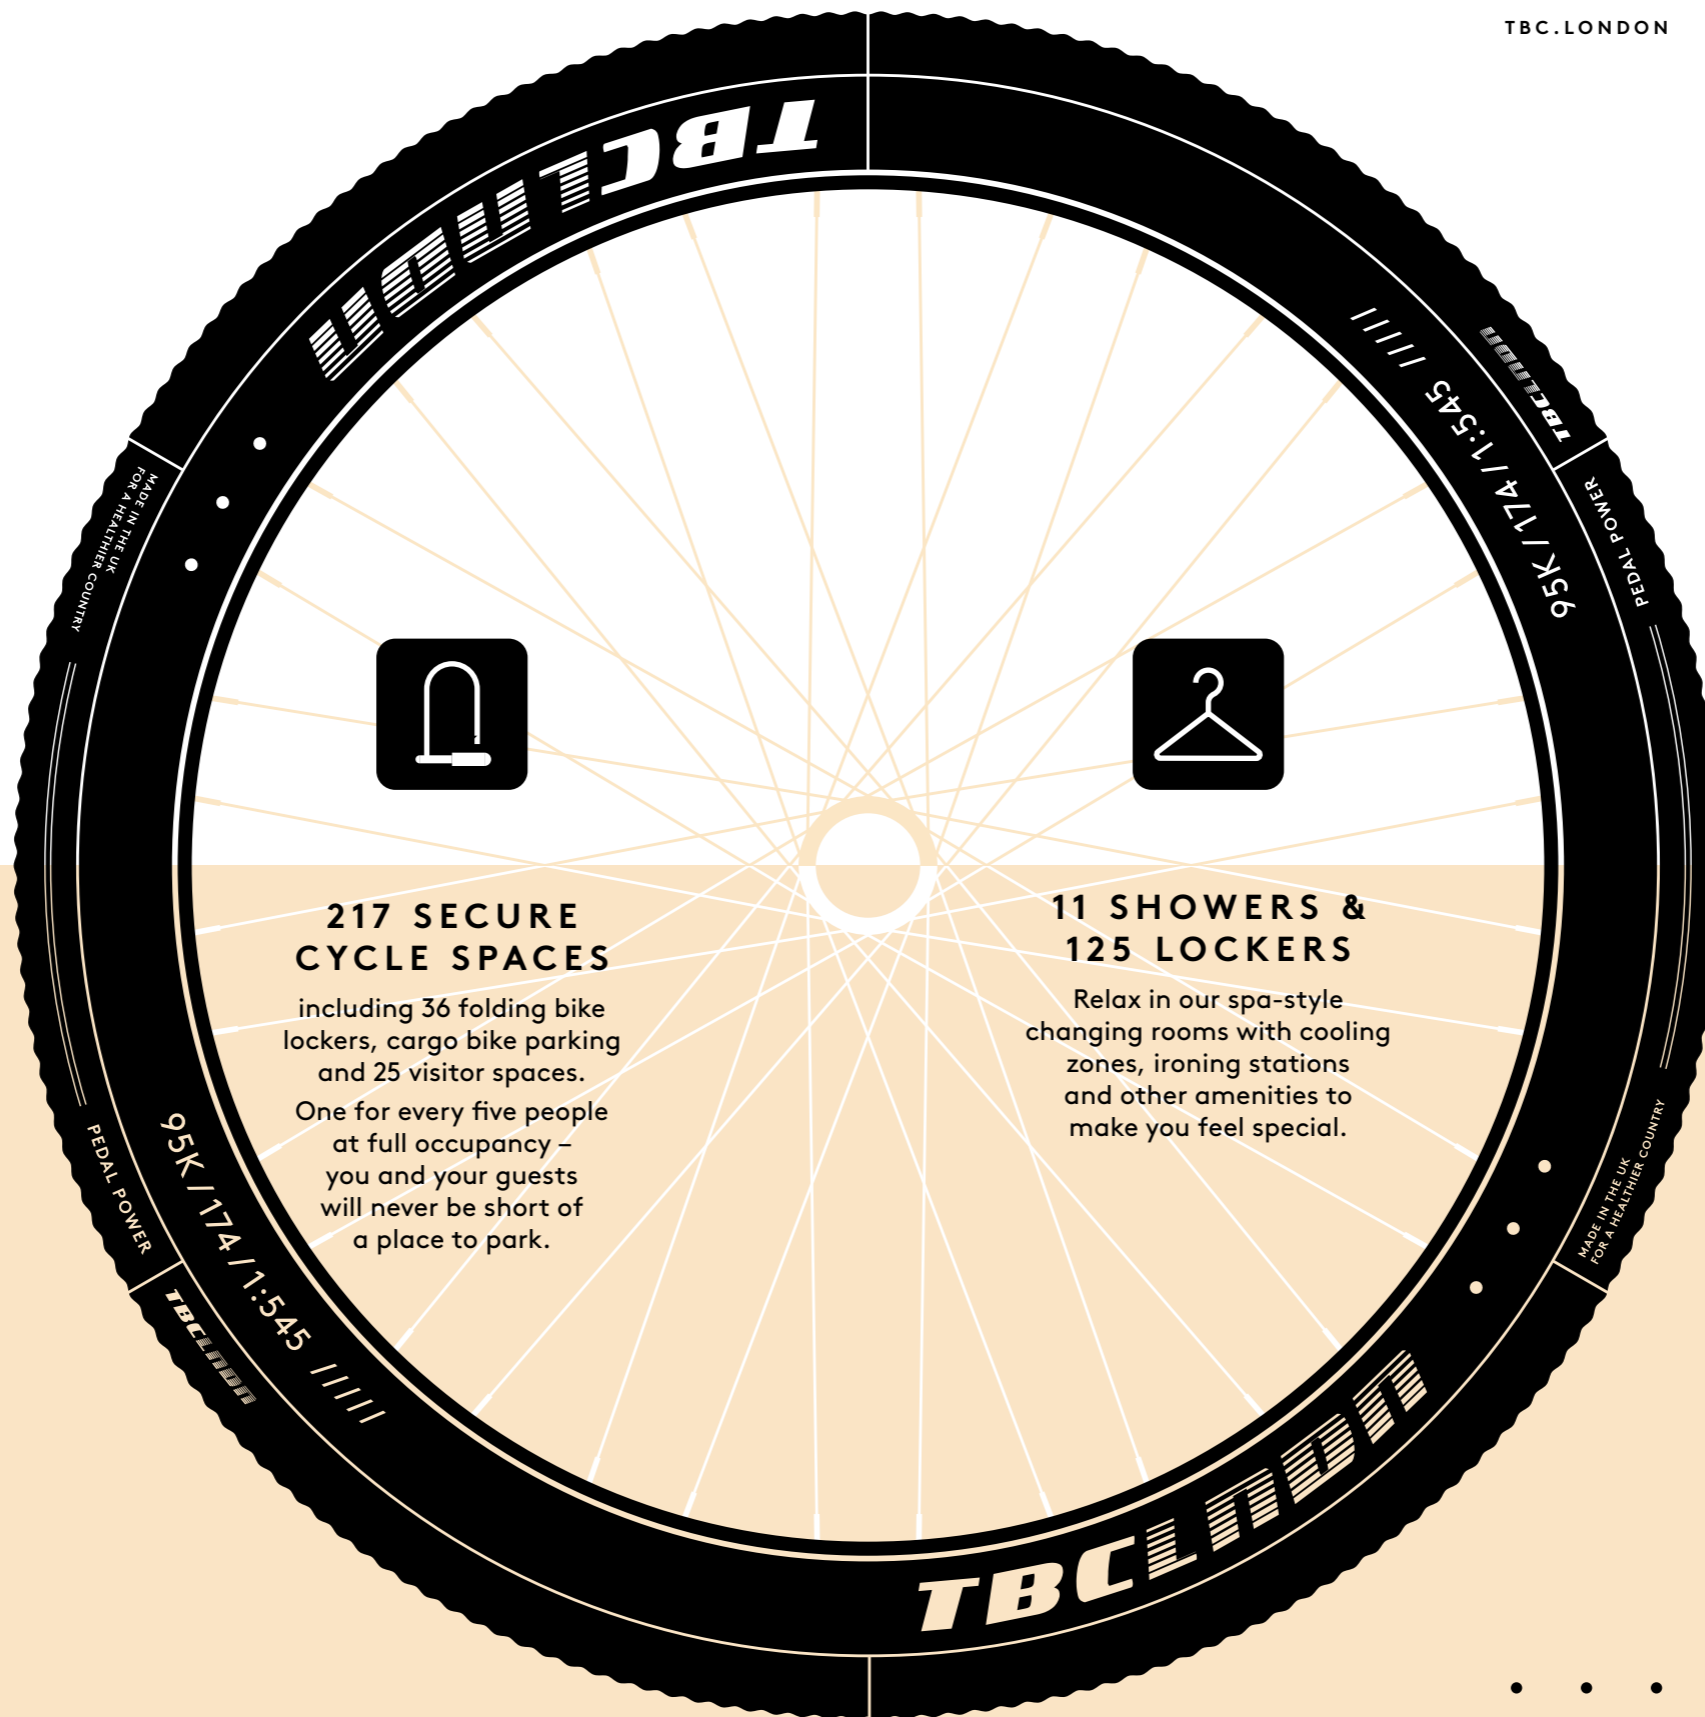 TBC.LONDON
TBCLNDN
TBCLNDN
95K / 174 / 1:545 /////
PEDAL POWER
MADE IN THE UK
FOR A HEALTHIER COUNTRY
217 SECURE
CYCLE SPACES
including 36 folding bike
lockers, cargo bike parking
and 25 visitor spaces.
One for every five people
at full occupancy –
you and your guests
will never be short of
a place to park.
11 SHOWERS &
125 LOCKERS
Relax in our spa-style
changing rooms with cooling
zones, ironing stations
and other amenities to
make you feel special.
PEDAL POWER
95K / 174 / 1:545 /////
TBCLNDN
MADE IN THE UK
FOR A HEALTHIER COUNTRY
TBCLNDN